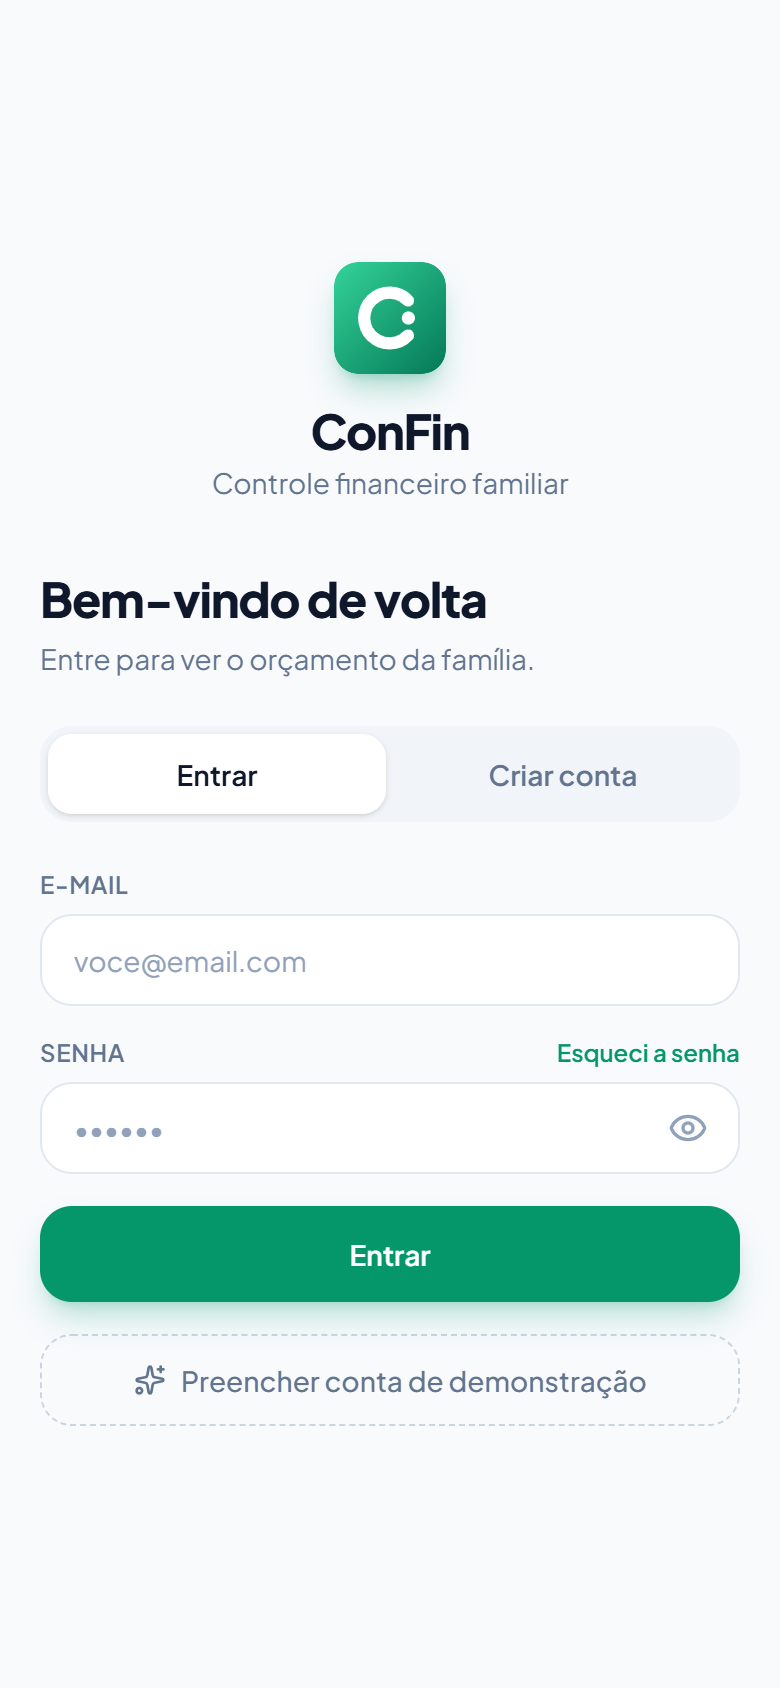 ConFin
Controle financeiro familiar
Bem-vindo de volta
Entre para ver o orçamento da família.
Entrar
Criar conta
E-MAIL
voce@email.com
SENHA
Esqueci a senha
••••••
Entrar
Preencher conta de demonstração